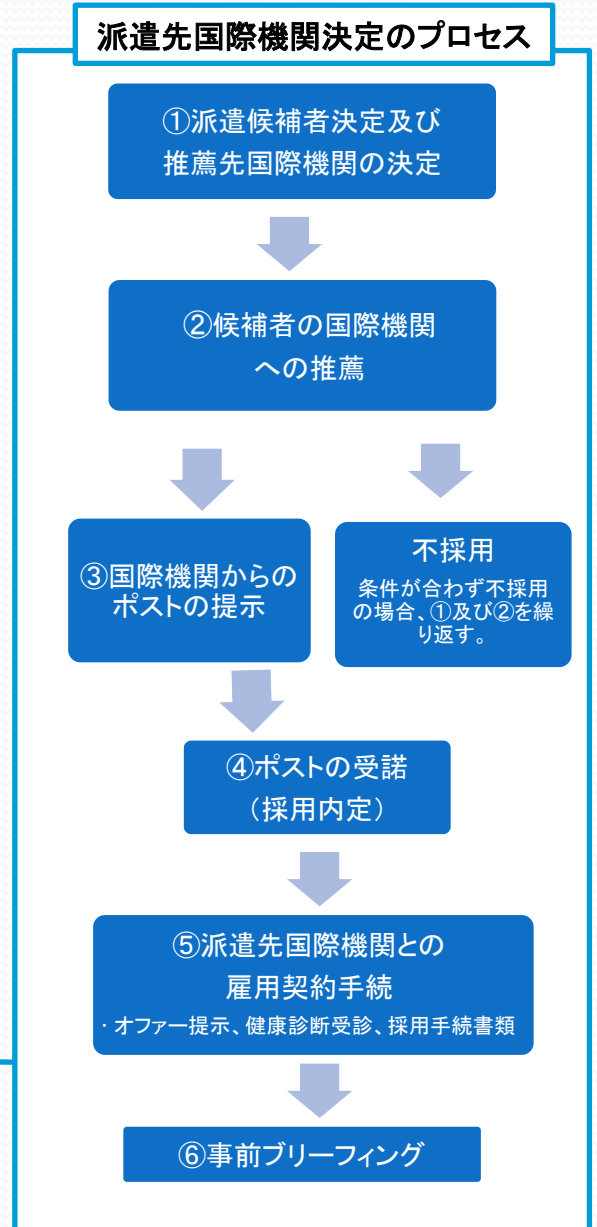 派遣先国際機関決定のプロセス
①派遣候補者決定及び
推薦先国際機関の決定
②候補者の国際機関
への推薦
③国際機関からの
ポストの提示
不採用
条件が合わず不採用
の場合、①及び②を繰
り返す。
④ポストの受諾
（採用内定）
⑤派遣先国際機関との
雇用契約手続
・オファー提示、健康診断受診、採用手続書類
⑥事前ブリーフィング